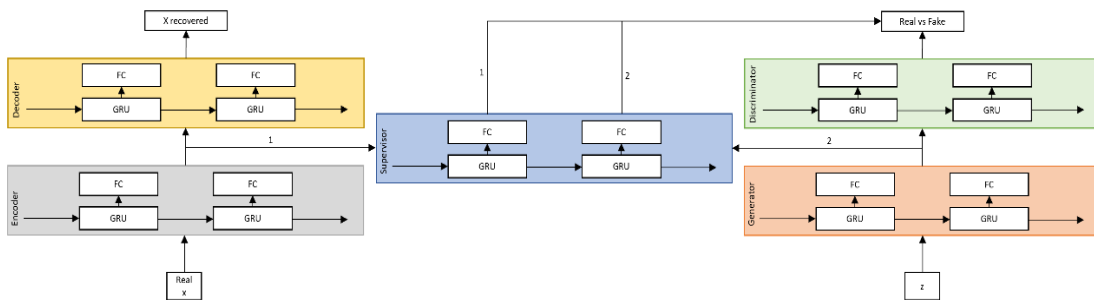 X recovered
Real vs Fake
Decoder
FC
FC
GRU
GRU
1
2
Discriminator
FC
FC
GRU
GRU
1
Supervisor
FC
FC
GRU
GRU
2
Encoder
FC
FC
GRU
GRU
Generator
FC
FC
GRU
GRU
Real
x
z